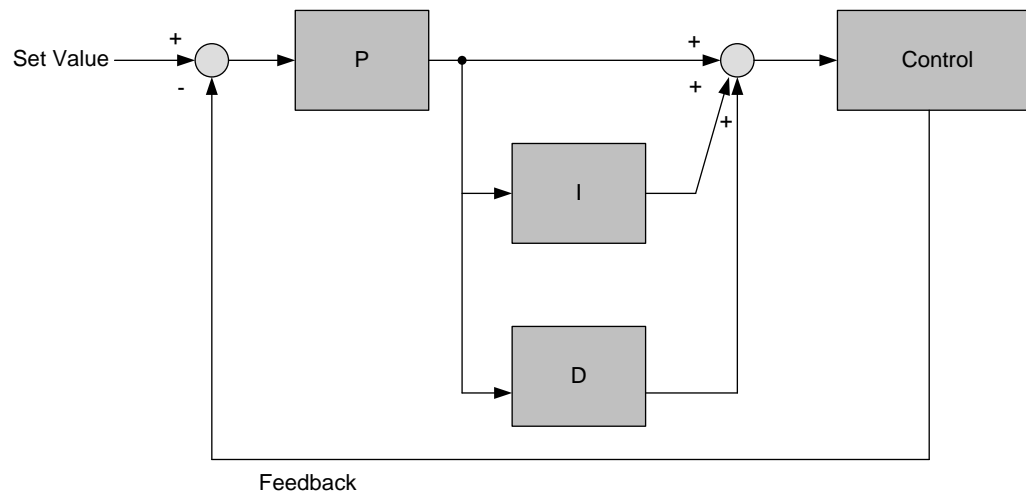 +
Set Value
-
P
+
+
+
Control
I
D
Feedback